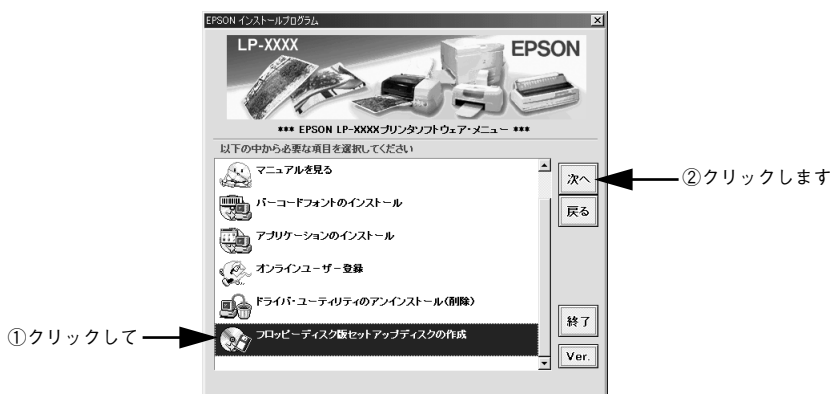 EPSON インストールプログラム
LP-XXXX
EPSON
*** EPSON LP-XXXXプリンタソフトウェア・メニュー ***
以下の中から必要な項目を選択してください
マニュアルを見る
バーコードフォントのインストール
アプリケーションのインストール
オンラインユーザー登録
ドライバ・ユーティリティのアンインストール(削除)
フロッピーディスク版セットアップディスクの作成
次へ
戻る
終了
Ver.
①クリックして
②クリックします